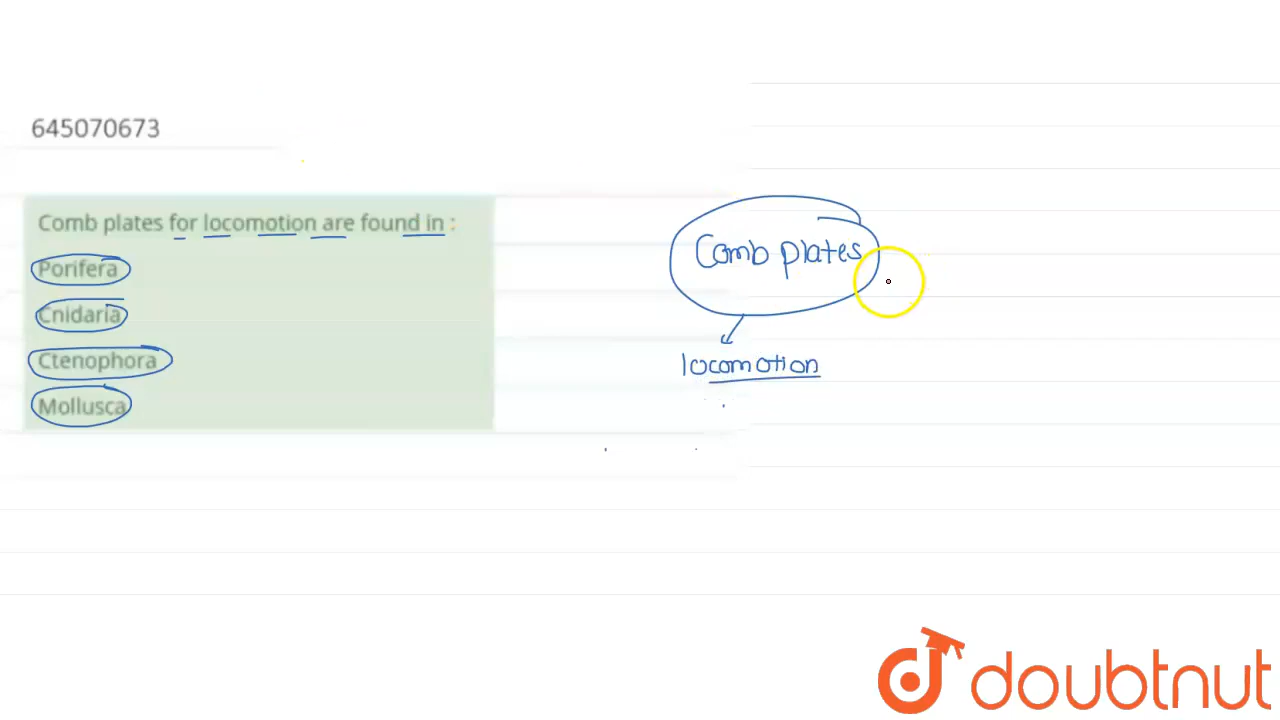 645070673
Comb plates for locomotion are found in :
Porifera
Cnidaria
Ctenophora
Mollusca
Comb plates
locomotion
doubtnut